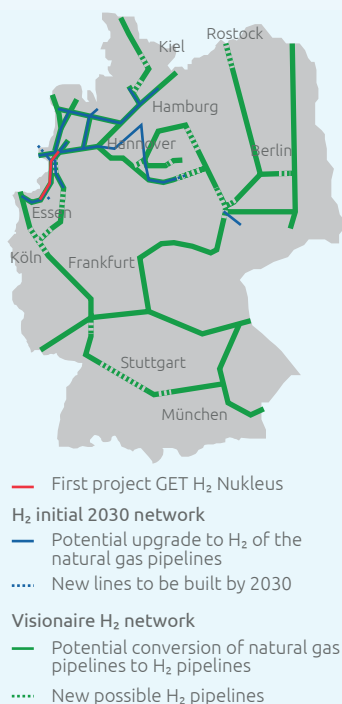 Rostock
Kiel
Hamburg
Hannover
Berlin
Essen
Köln
Frankfurt
Stuttgart
München
First project GET H₂ Nukleus
H₂ initial 2030 network
Potential upgrade to H₂ of the
natural gas pipelines
New lines to be built by 2030
Visionaire H₂ network
Potential conversion of natural gas
pipelines to H₂ pipelines
New possible H₂ pipelines